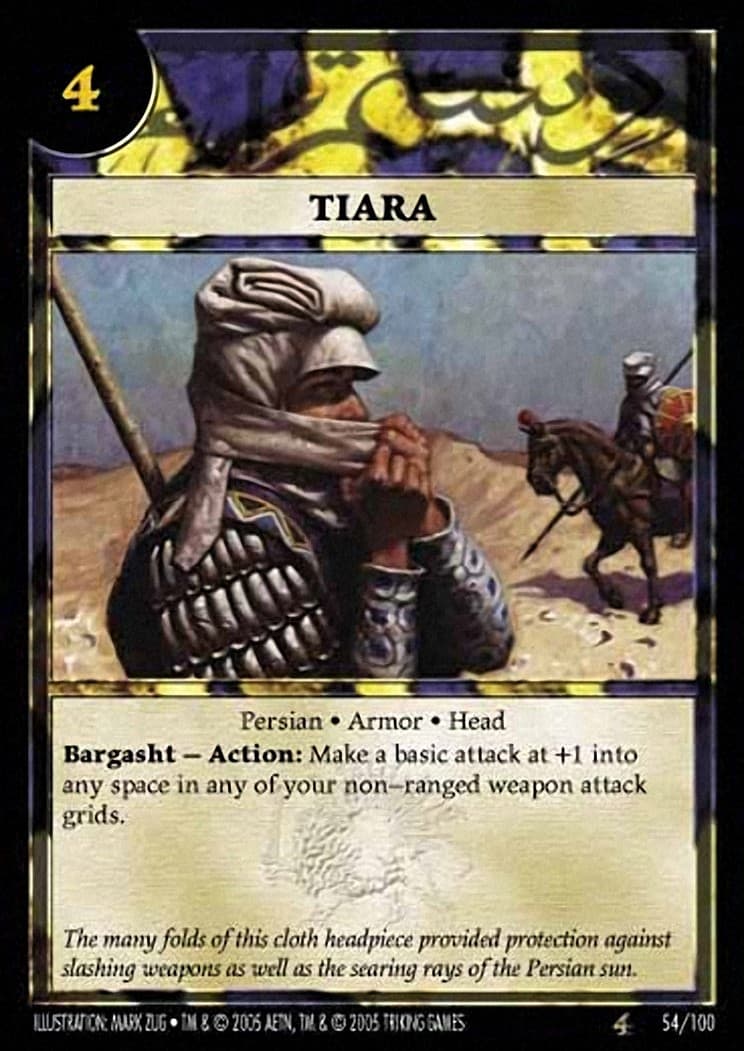 4
رستم
TIARA
Persian • Armor • Head
Bargasht – Action: Make a basic attack at +1 into
any space in any of your non–ranged weapon attack
grids.
The many folds of this cloth headpiece provided protection against
slashing weapons as well as the searing rays of the Persian sun.
ILLUSTRATION: MARK ZUG • TM & © 2005 AETN, TM & © 2005 TRIKING GAMES
4 54/100